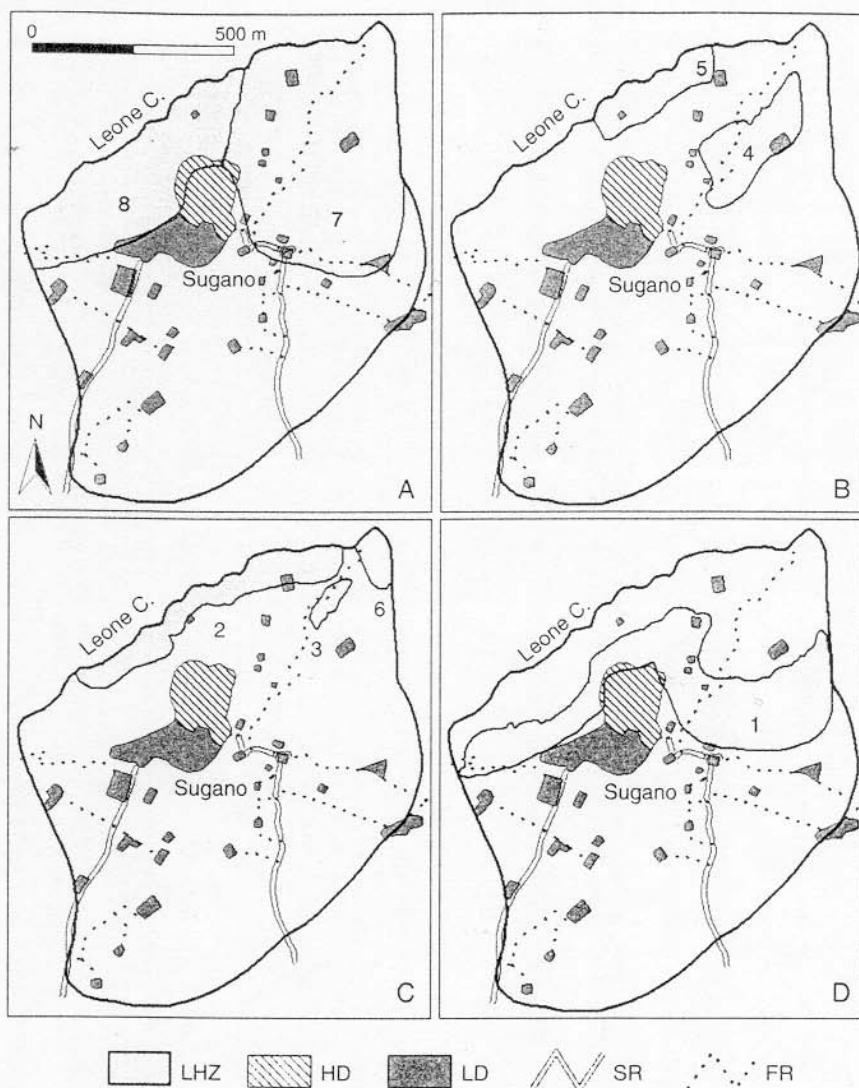 0 500 m
Leone C.
8
7
Sugano
N
A
5
Leone C.
4
Sugano
B
Leone C.
2
6
3
Sugano
C
Leone C.
1
Sugano
D
LHZ HD LD SR FR